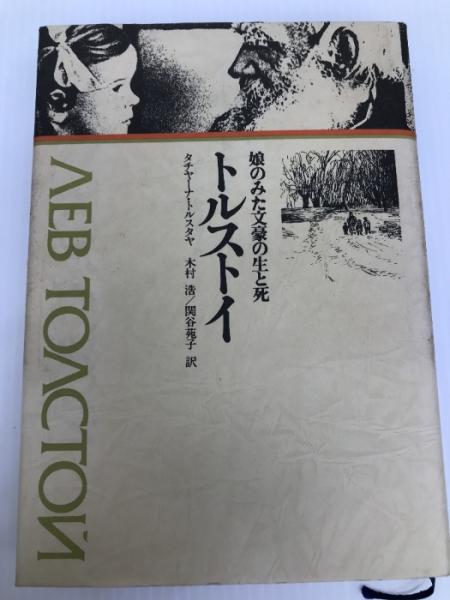 娘のみた文豪の生と死
トルストイ
タチヤーナ・トルスタヤ 木村 浩/関谷苑子 訳
ЛЕВ ТОЛСТОЙ